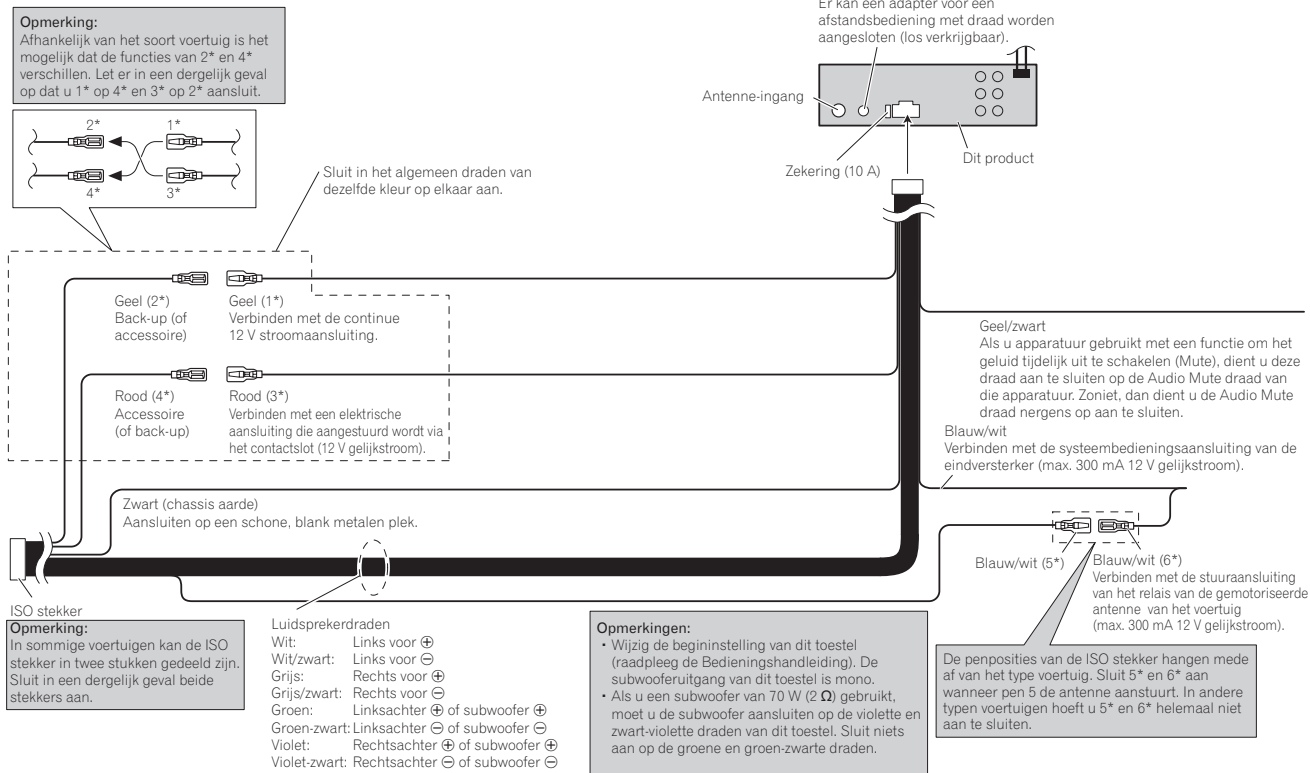 Opmerking:
Afhankelijk van het soort voertuig is het
mogelijk dat de functies van 2* en 4*
verschillen. Let er in een dergelijk geval
op dat u 1* op 4* en 3* op 2* aansluit.
2*
1*
4*
3*
Sluit in het algemeen draden van
dezelfde kleur op elkaar aan.
Er kan een adapter voor een
afstandsbediening met draad worden
aangesloten (los verkrijgbaar).
Antenne-ingang
Zekering (10 A)
Dit product
Geel (2*)
Back-up (of
accessoire)
Geel (1*)
Verbinden met de continue
12 V stroomaansluiting.
Rood (4*)
Accessoire
(of back-up)
Rood (3*)
Verbinden met een elektrische
aansluiting die aangestuurd wordt via
het contactslot (12 V gelijkstroom).
Geel/zwart
Als u apparatuur gebruikt met een functie om het
geluid tijdelijk uit te schakelen (Mute), dient u deze
draad aan te sluiten op de Audio Mute draad van
die apparatuur. Zoniet, dan dient u de Audio Mute
draad nergens op aan te sluiten.
Blauw/wit
Verbinden met de systeembedieningsaansluiting van de
eindversterker (max. 300 mA 12 V gelijkstroom).
Zwart (chassis aarde)
Aansluiten op een schone, blank metalen plek.
Blauw/wit (5*)
Blauw/wit (6*)
Verbinden met de stuuraansluiting
van het relais van de gemotoriseerde
antenne van het voertuig
(max. 300 mA 12 V gelijkstroom).
ISO stekker
Opmerking:
In sommige voertuigen kan de ISO
stekker in twee stukken gedeeld zijn.
Sluit in een dergelijk geval beide
stekkers aan.
Luidsprekerdraden
Wit: Links voor ⊕
Wit/zwart: Links voor ⊖
Grijs: Rechts voor ⊕
Grijs/zwart: Rechts voor ⊖
Groen: Linksachter ⊕ of subwoofer ⊕
Groen-zwart: Linksachter ⊖ of subwoofer ⊖
Violet: Rechtsachter ⊕ of subwoofer ⊕
Violet-zwart: Rechtsachter ⊖ of subwoofer ⊖
Opmerkingen:
• Wijzig de begininstelling van dit toestel
(raadpleeg de Bedieningshandleiding). De
subwooferuitgang van dit toestel is mono.
• Als u een subwoofer van 70 W (2 Ω) gebruikt,
moet u de subwoofer aansluiten op de violette en
zwart-violette draden van dit toestel. Sluit niets
aan op de groene en groen-zwarte draden.
De penposities van de ISO stekker hangen mede
af van het type voertuig. Sluit 5* en 6* aan
wanneer pen 5 de antenne aanstuurt. In andere
typen voertuigen hoeft u 5* en 6* helemaal niet
aan te sluiten.